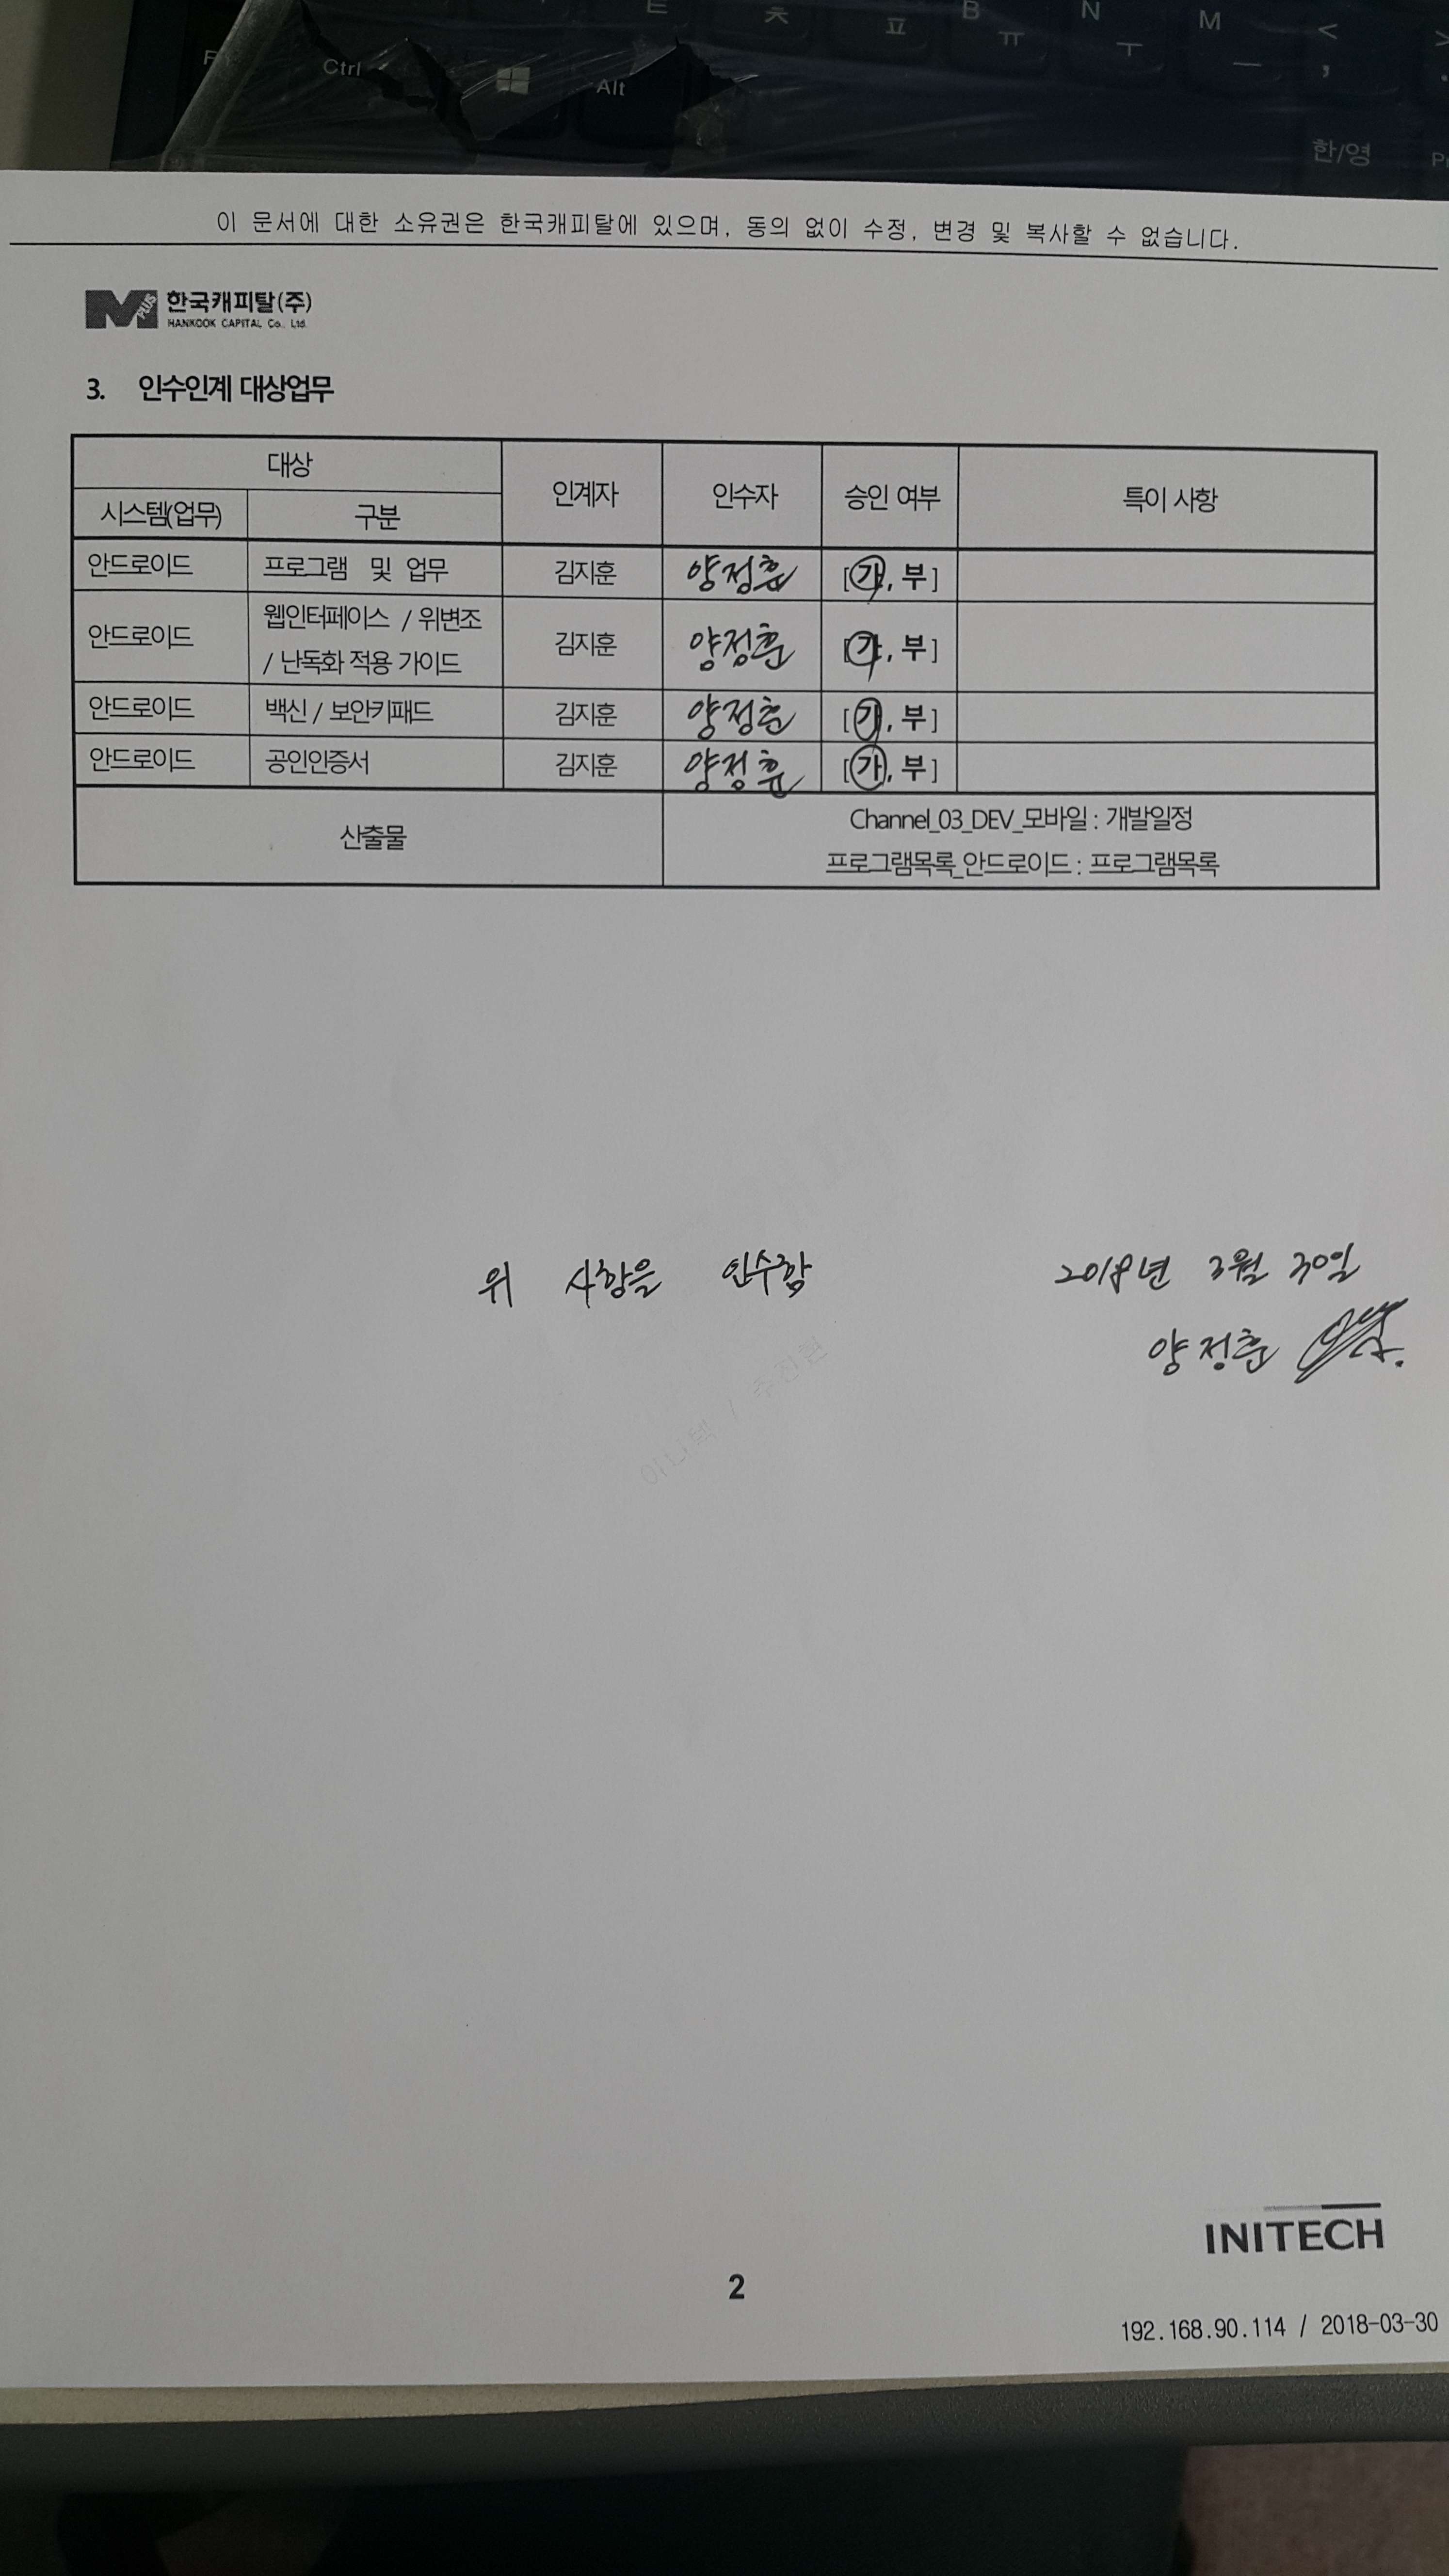 Ctrl
Alt
ㅌ
ㅊ
ㅍ
B
ㅠ
N
ㅜ
M
ㅡ
<
,
한/영
이 문서에 대한 소유권은 한국캐피탈에 있으며, 동의 없이 수정, 변경 및 복사할 수 없습니다.
M PLUS 한국캐피탈(주)
HANKOOK CAPITAL Co., Ltd.
3. 인수인계 대상업무
대상 인계자 인수자 승인 여부 특이 사항
시스템(업무) 구분
안드로이드 프로그램 및 업무 김지훈 양정훈 [가, 부]
안드로이드 웹인터페이스 / 위변조 / 난독화 적용 가이드 김지훈 양정훈 [가, 부]
안드로이드 백신 / 보안키패드 김지훈 양정훈 [가, 부]
안드로이드 공인인증서 김지훈 양정훈 [가, 부]
산출물 Channel_03_DEV_모바일 : 개발일정
프로그램목록_안드로이드 : 프로그램목록
위 사항을 인수함 2018년 3월 30일
양정훈
이니텍 / 추진현
INITECH
2
192.168.90.114 / 2018-03-30